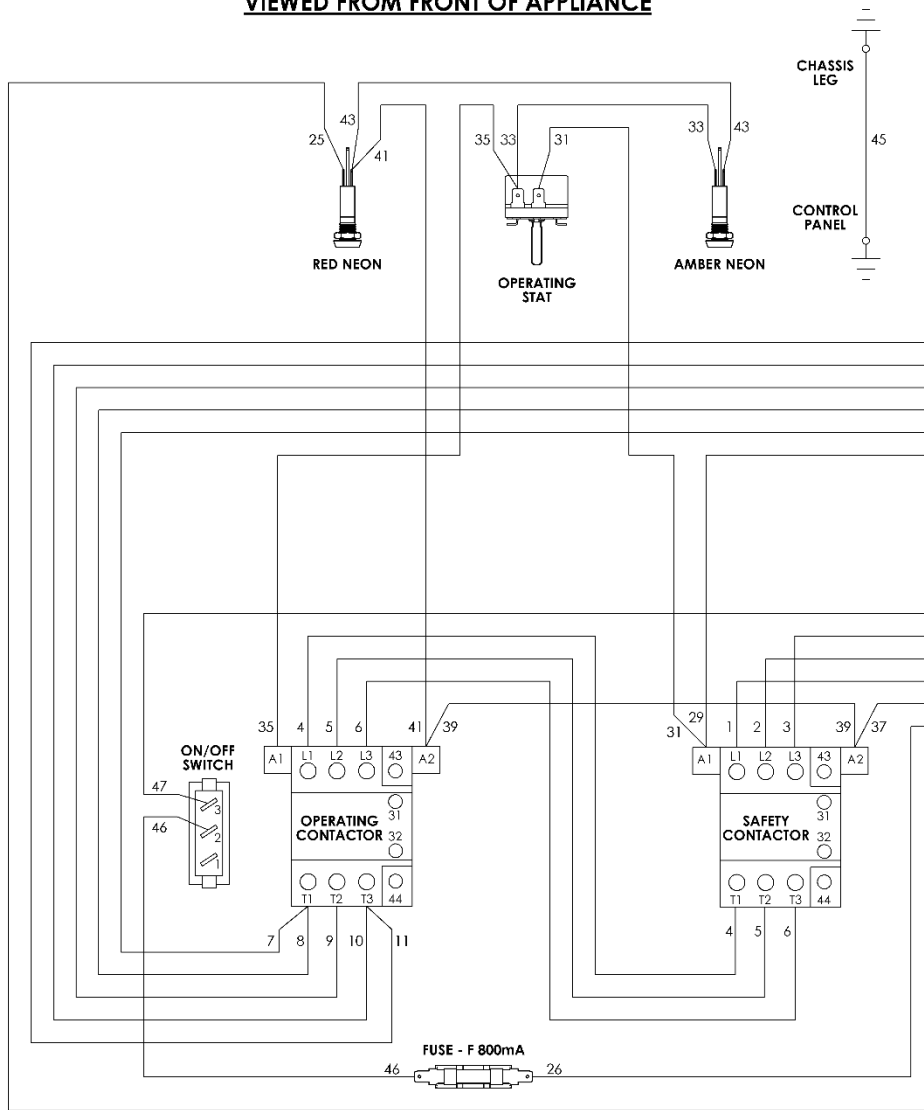 VIEWED FROM FRONT OF APPLIANCE
CHASSIS
LEG
45
CONTROL
PANEL
25
43
41
RED NEON
35
33
31
OPERATING
STAT
33
43
AMBER NEON
35
4
5
6
41
39
A1
L1
L2
L3
43
A2
31
32
OPERATING
CONTACTOR
T1
T2
T3
44
7
8
9
10
11
ON/OFF
SWITCH
47
46
3
2
1
31
29
1
2
3
39
37
A1
L1
L2
L3
43
A2
31
32
SAFETY
CONTACTOR
T1
T2
T3
44
4
5
6
FUSE - F 800mA
46
26